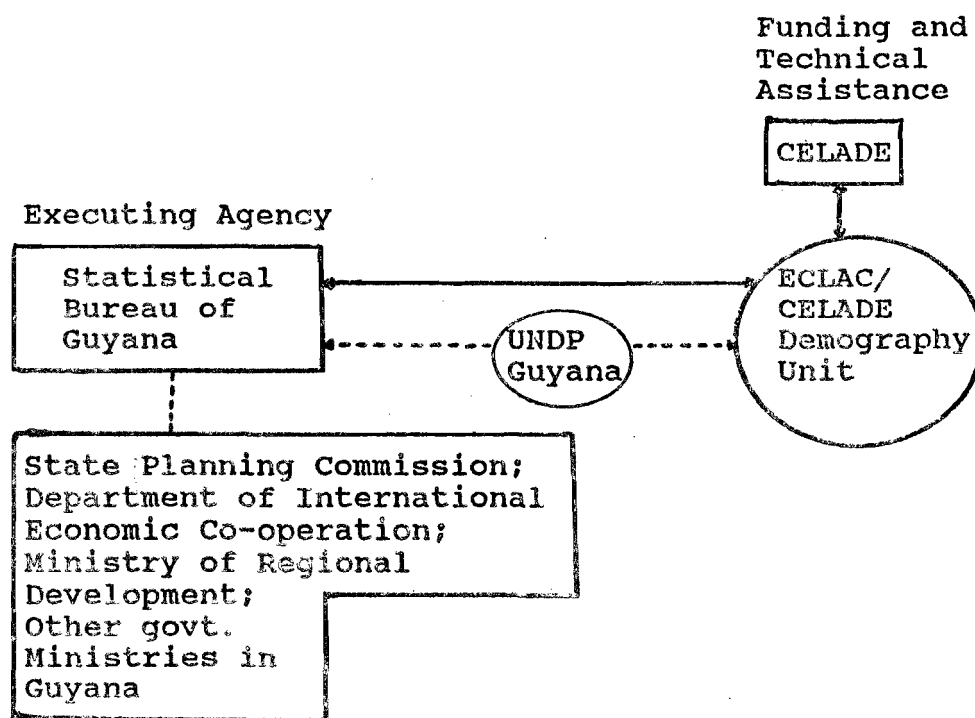 Funding and
Technical
Assistance
CELADE
Executing Agency
Statistical
Bureau of
Guyana
ECLAC/
CELADE
Demography
Unit
UNDP
Guyana
State Planning Commission;
Department of International
Economic Co-operation;
Ministry of Regional
Development;
Other govt.
Ministries in
Guyana